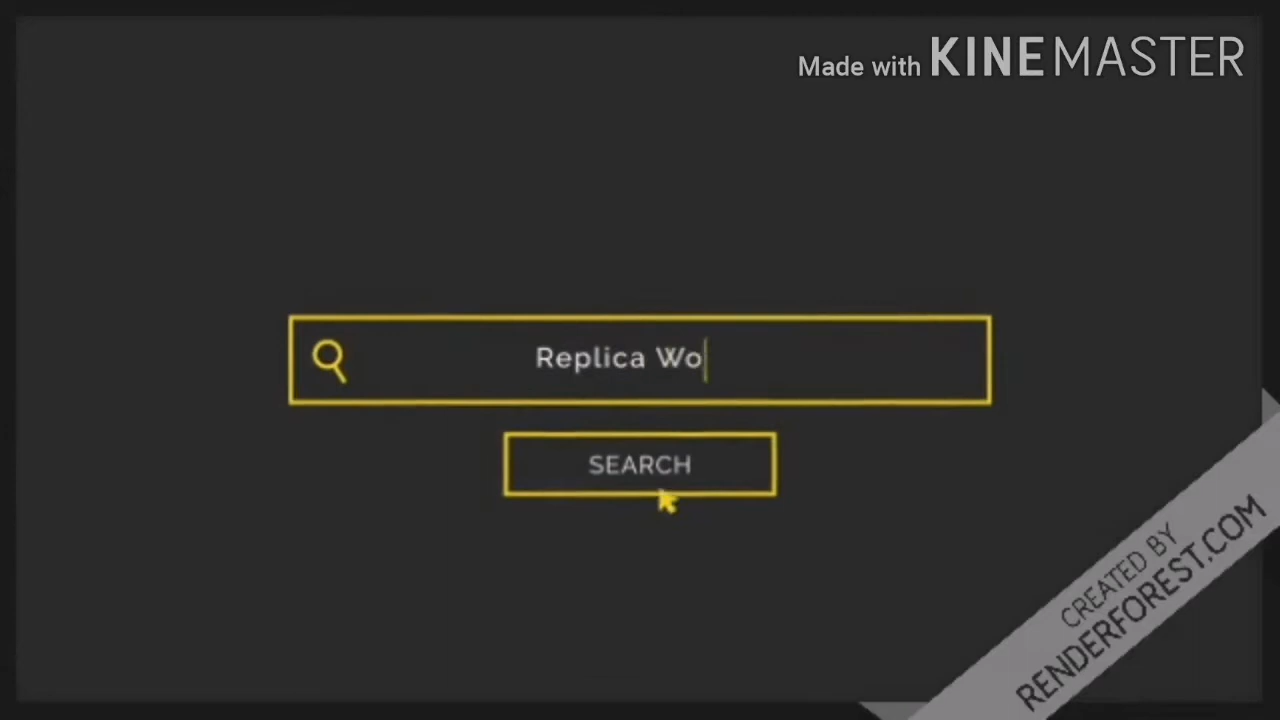 Made with KINEMASTER
Replica Wo
SEARCH
CREATED BY
RENDERFOREST.COM